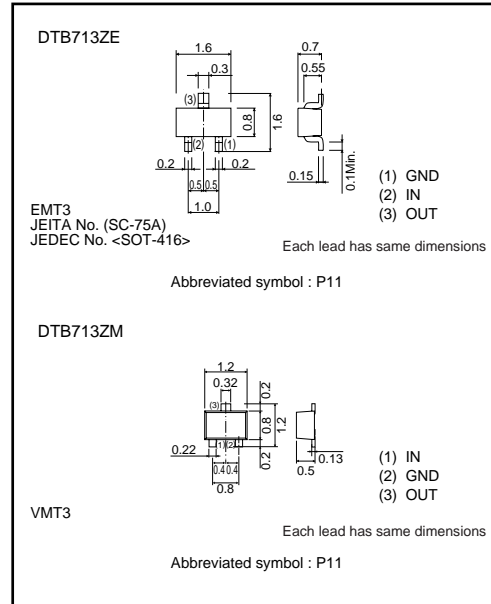 DTB713ZE
1.6
0.3
(3)
0.8
1.6
(2)
(1)
0.2
0.2
0.5 0.5
1.0
0.7
0.55
0.15
0.1Min.
(1) GND
(2) IN
(3) OUT
EMT3
JEITA No. (SC-75A)
JEDEC No. <SOT-416>
Each lead has same dimensions
Abbreviated symbol : P11
DTB713ZM
1.2
0.32
(3)
0.2
0.8
1.2
0.2
(1)(2)
0.22
0.4 0.4
0.8
0.13
0.5
(1) IN
(2) GND
(3) OUT
VMT3
Each lead has same dimensions
Abbreviated symbol : P11